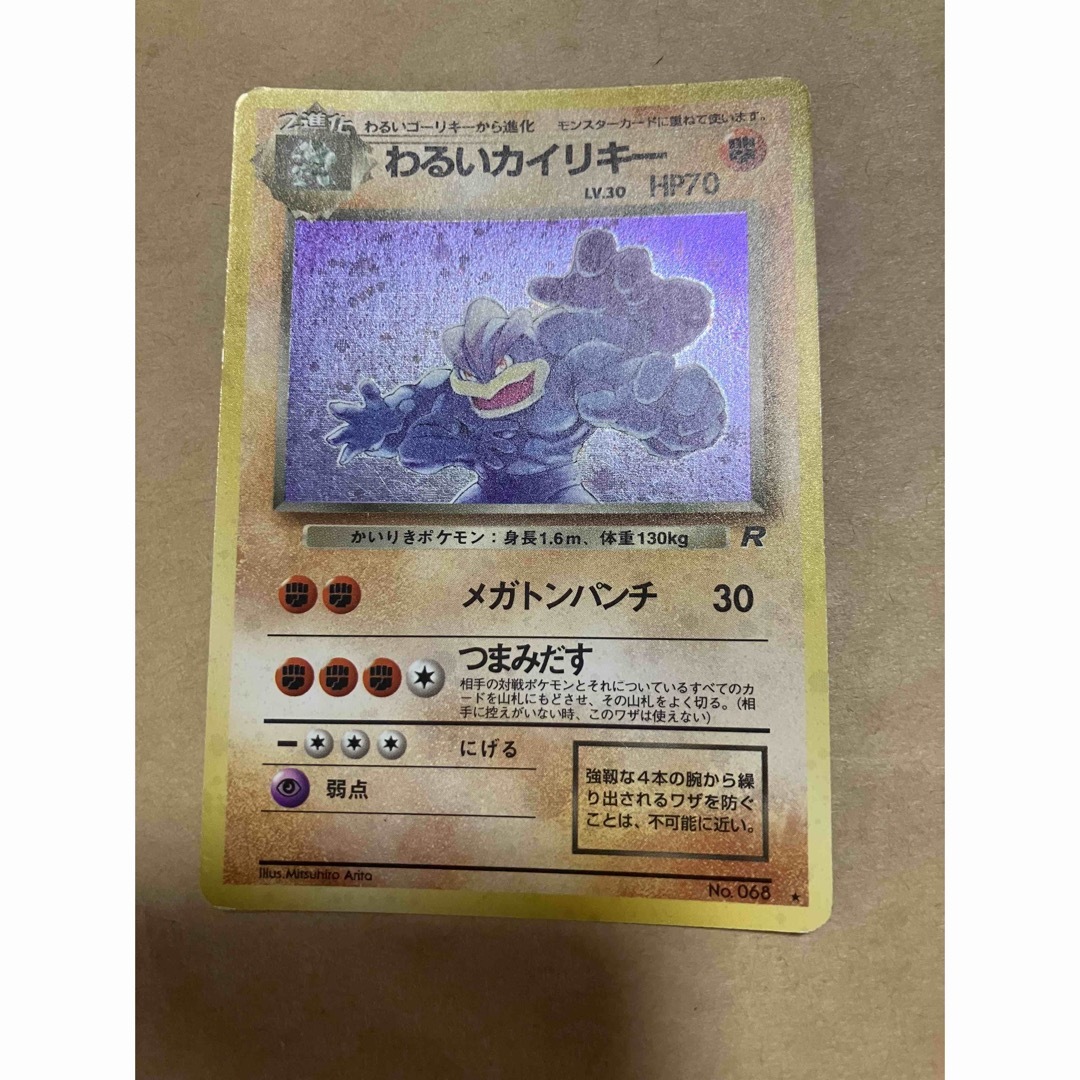 2進化 わるいゴーリキーから進化 モンスターカードに重ねて使います。
わるいカイリキー
LV.30 HP70
かいりきポケモン：身長1.6m、体重130kg R
メガトンパンチ 30
つまみだす
相手の対戦ポケモンとそれについているすべてのカ
ードを山札にもどさせ、その山札をよく切る。(相
手に控えがいない時、このワザは使えない)
にげる
弱点
強靱な4本の腕から繰
り出されるワザを防ぐ
ことは、不可能に近い。
Illus.Mitsuhiro Arita
No. 068